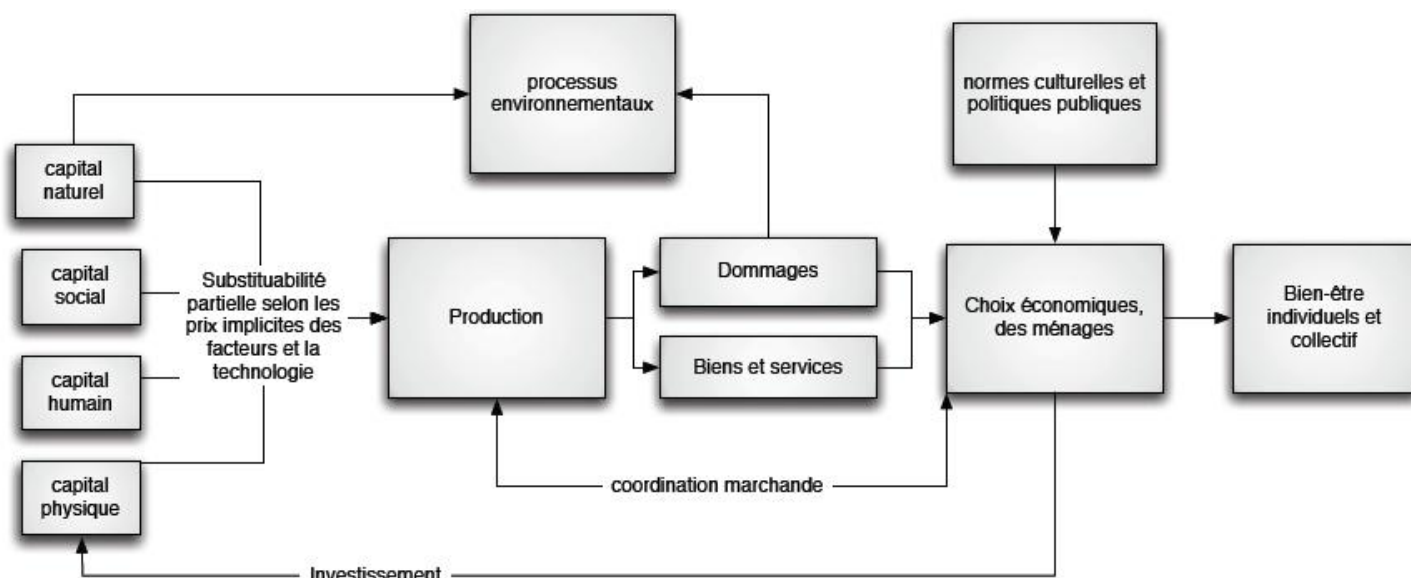 processus
environnementaux
normes culturelles et
politiques publiques
capital
naturel
capital
social
Substituabilité
partielle selon les
prix implicites des
facteurs et la
technologie
Production
Dommages
Biens et services
Choix économiques,
des ménages
Bien-être
individuels et
collectif
capital
humain
capital
physique
coordination marchande
Investissement